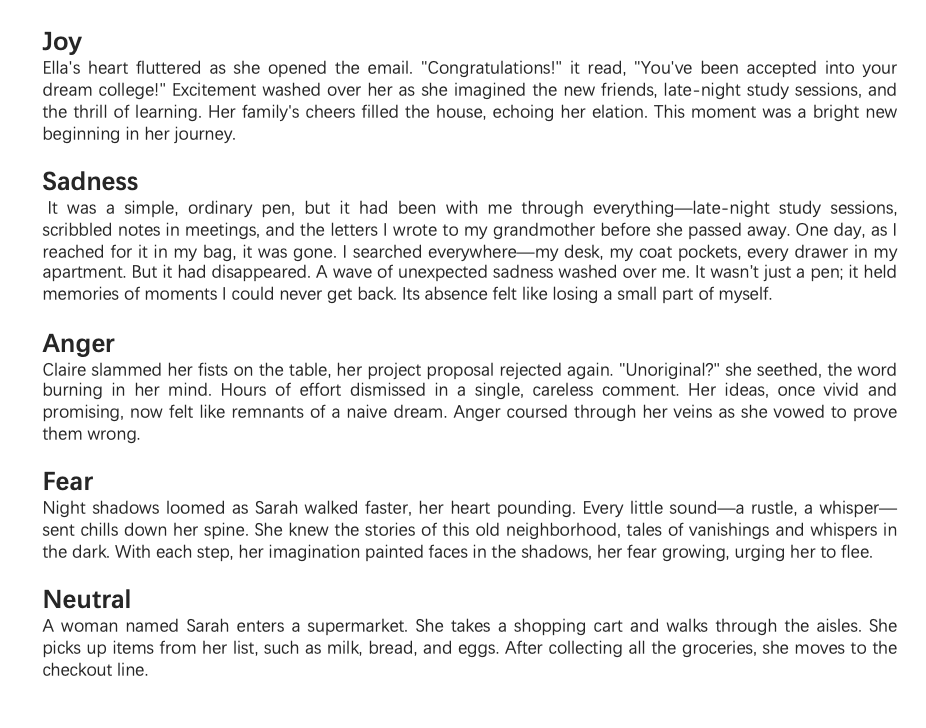 Joy
Ella's heart fluttered as she opened the email. "Congratulations!" it read, "You've been accepted into your
dream college!" Excitement washed over her as she imagined the new friends, late-night study sessions, and
the thrill of learning. Her family's cheers filled the house, echoing her elation. This moment was a bright new
beginning in her journey.
Sadness
It was a simple, ordinary pen, but it had been with me through everything—late-night study sessions,
scribbled notes in meetings, and the letters I wrote to my grandmother before she passed away. One day, as I
reached for it in my bag, it was gone. I searched everywhere—my desk, my coat pockets, every drawer in my
apartment. But it had disappeared. A wave of unexpected sadness washed over me. It wasn't just a pen; it held
memories of moments I could never get back. Its absence felt like losing a small part of myself.
Anger
Claire slammed her fists on the table, her project proposal rejected again. "Unoriginal?" she seethed, the word
burning in her mind. Hours of effort dismissed in a single, careless comment. Her ideas, once vivid and
promising, now felt like remnants of a naive dream. Anger coursed through her veins as she vowed to prove
them wrong.
Fear
Night shadows loomed as Sarah walked faster, her heart pounding. Every little sound—a rustle, a whisper—
sent chills down her spine. She knew the stories of this old neighborhood, tales of vanishings and whispers in
the dark. With each step, her imagination painted faces in the shadows, her fear growing, urging her to flee.
Neutral
A woman named Sarah enters a supermarket. She takes a shopping cart and walks through the aisles. She
picks up items from her list, such as milk, bread, and eggs. After collecting all the groceries, she moves to the
checkout line.